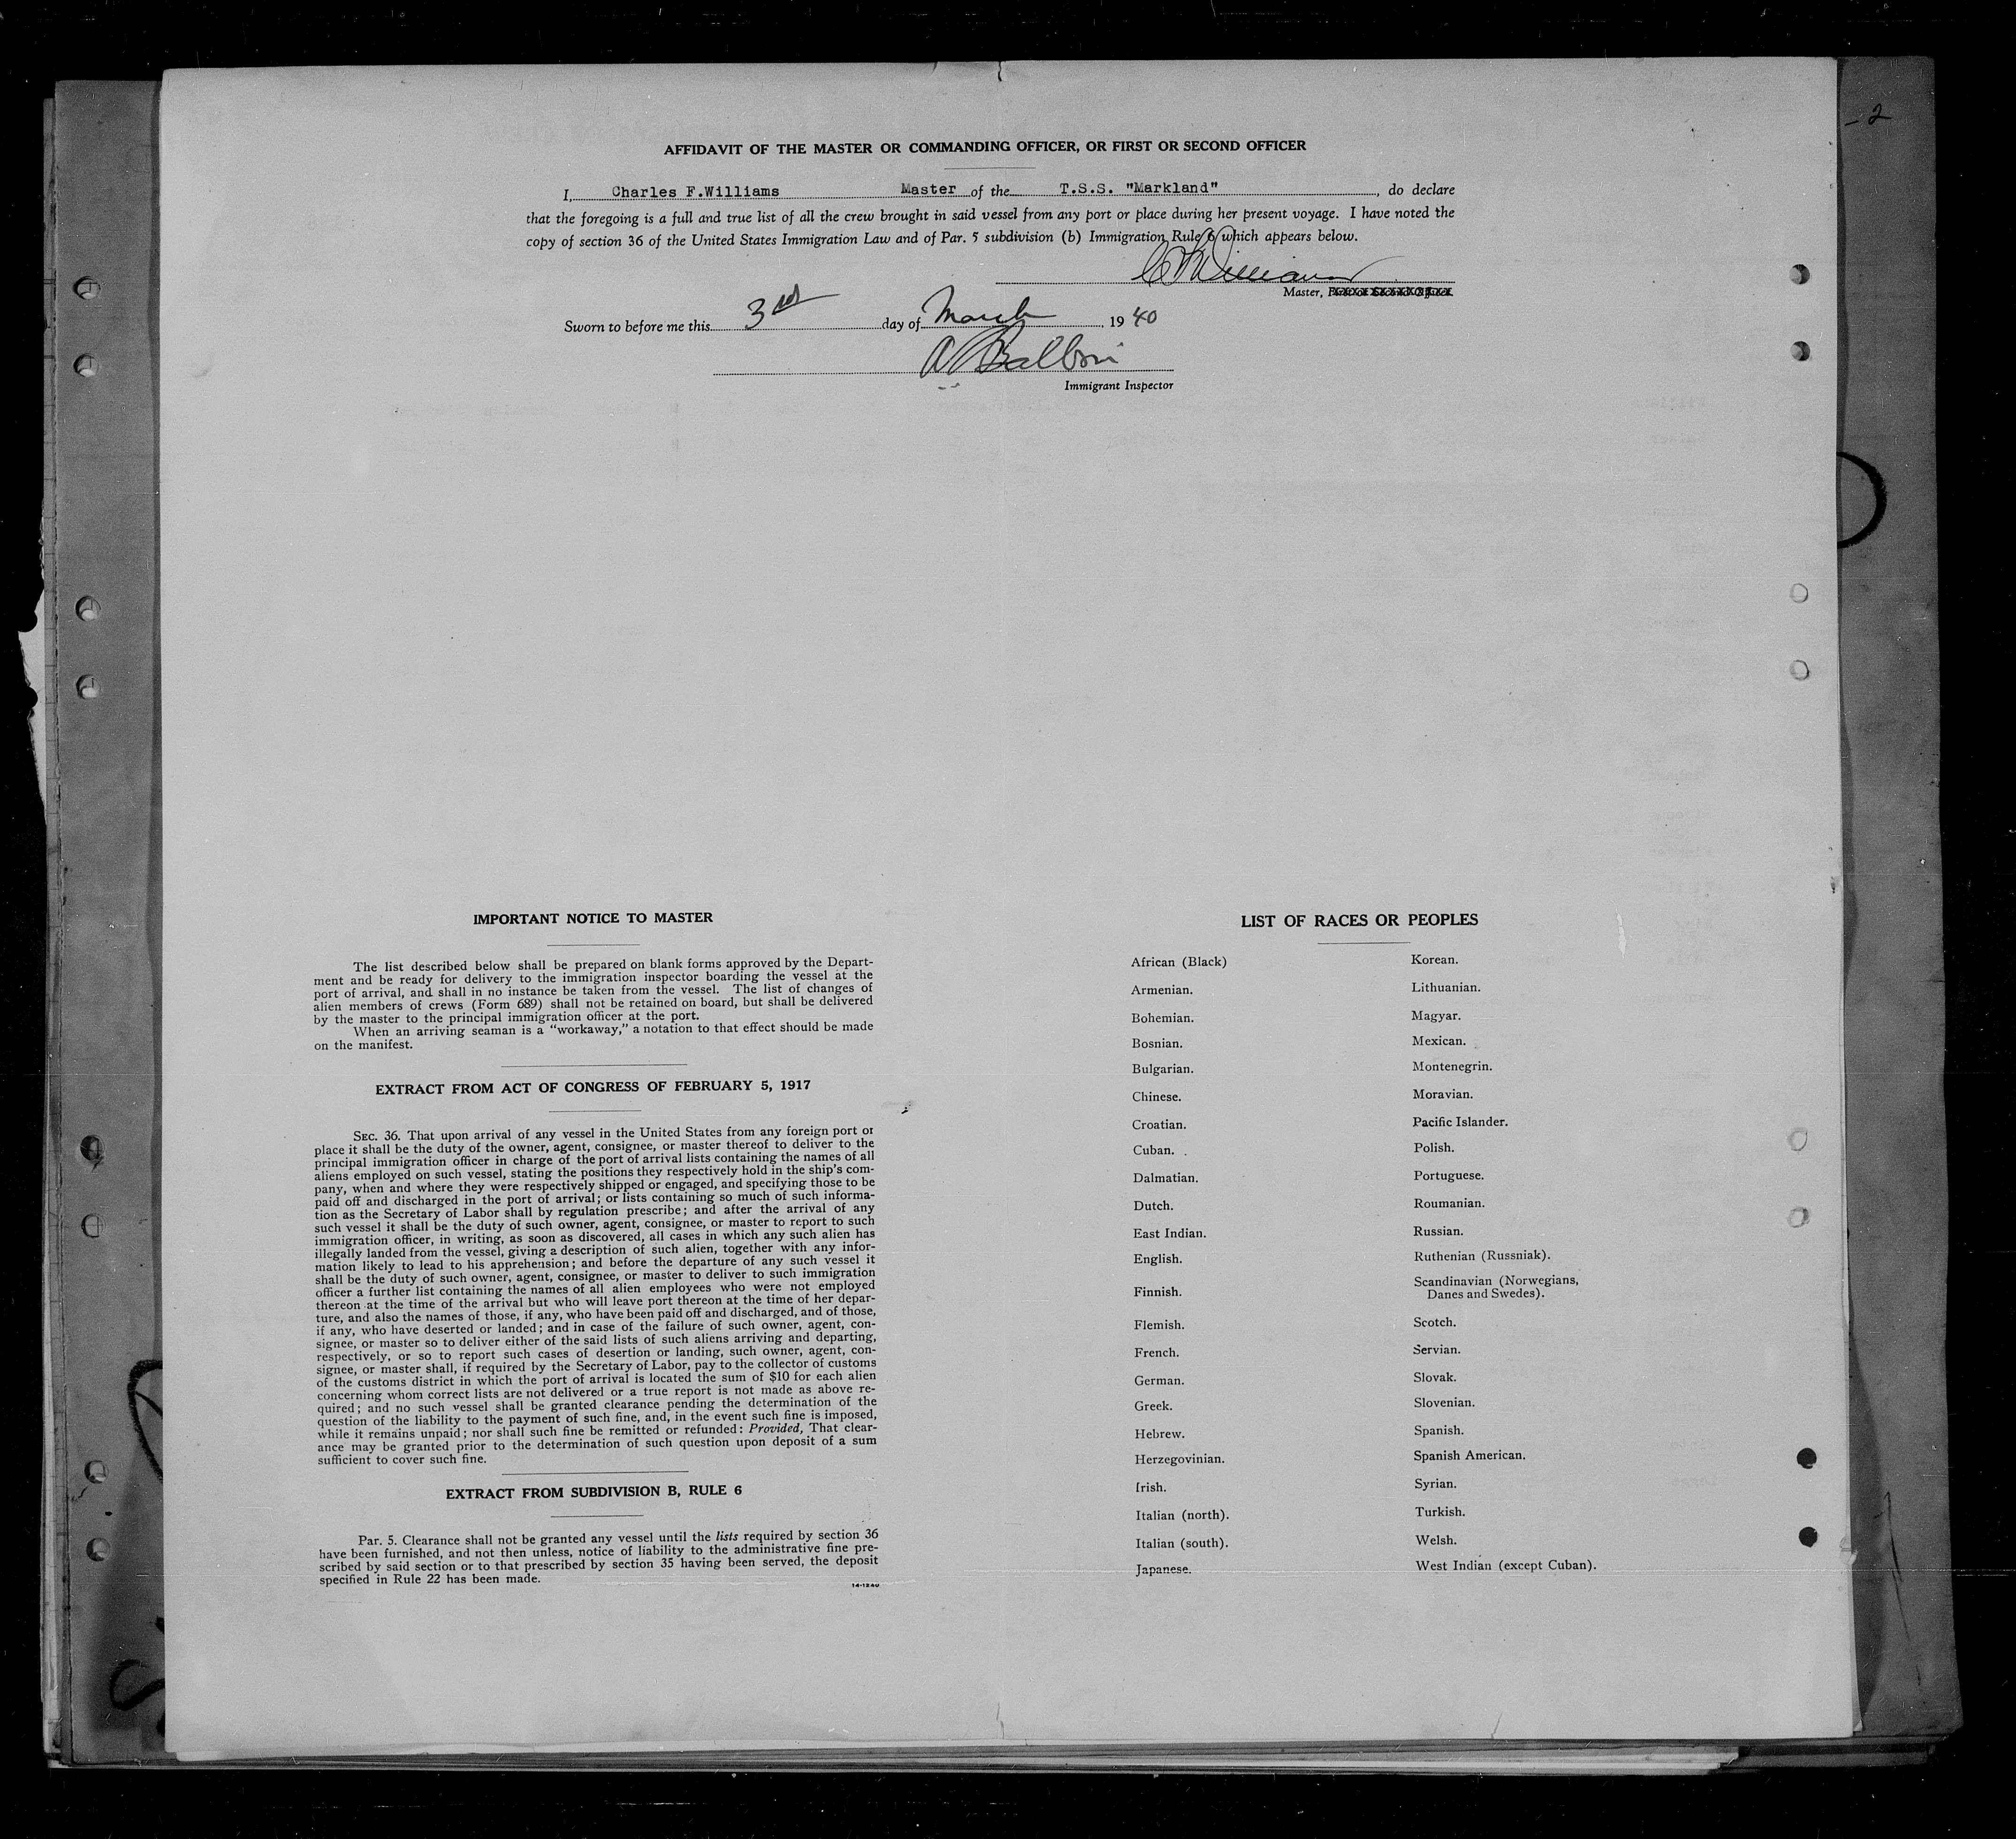 - 2
AFFIDAVIT OF THE MASTER OR COMMANDING OFFICER, OR FIRST OR SECOND OFFICER
I, Charles F.Williams Master of the T.S.S. "Markland", do declare
that the foregoing is a full and true list of all the crew brought in said vessel from any port or place during her present voyage. I have noted the
copy of section 36 of the United States Immigration Law and of Par. 5 subdivision (b) Immigration Rule 6 which appears below.
C F Williams
Master, First or Second Officer.
Sworn to before me this 3rd day of March, 1940
A Balboni
Immigrant Inspector
IMPORTANT NOTICE TO MASTER
The list described below shall be prepared on blank forms approved by the Depart-
ment and be ready for delivery to the immigration inspector boarding the vessel at the
port of arrival, and shall in no instance be taken from the vessel. The list of changes of
alien members of crews (Form 689) shall not be retained on board, but shall be delivered
by the master to the principal immigration officer at the port.
When an arriving seaman is a "workaway," a notation to that effect should be made
on the manifest.
EXTRACT FROM ACT OF CONGRESS OF FEBRUARY 5, 1917
SEC. 36. That upon arrival of any vessel in the United States from any foreign port or
place it shall be the duty of the owner, agent, consignee, or master thereof to deliver to the
principal immigration officer in charge of the port of arrival lists containing the names of all
aliens employed on such vessel, stating the positions they respectively hold in the ship's com-
pany, when and where they were respectively shipped or engaged, and specifying those to be
paid off and discharged in the port of arrival; or lists containing so much of such informa-
tion as the Secretary of Labor shall by regulation prescribe; and after the arrival of any
such vessel it shall be the duty of such owner, agent, consignee, or master to report to such
immigration officer, in writing, as soon as discovered, all cases in which any such alien has
illegally landed from the vessel, giving a description of such alien, together with any infor-
mation likely to lead to his apprehension; and before the departure of any such vessel it
shall be the duty of such owner, agent, consignee, or master to deliver to such immigration
officer a further list containing the names of all alien employees who were not employed
thereon at the time of the arrival but who will leave port thereon at the time of her depar-
ture, and also the names of those, if any, who have been paid off and discharged, and of those,
if any, who have deserted or landed; and in case of the failure of such owner, agent, con-
signee, or master so to deliver either of the said lists of such aliens arriving and departing,
respectively, or so to report such cases of desertion or landing, such owner, agent, con-
signee, or master shall, if required by the Secretary of Labor, pay to the collector of customs
of the customs district in which the port of arrival is located the sum of $10 for each alien
concerning whom correct lists are not delivered or a true report is not made as above re-
quired; and no such vessel shall be granted clearance pending the determination of the
question of the liability to the payment of such fine, and, in the event such fine is imposed,
while it remains unpaid; nor shall such fine be remitted or refunded: Provided, That clear-
ance may be granted prior to the determination of such question upon deposit of a sum
sufficient to cover such fine.
EXTRACT FROM SUBDIVISION B, RULE 6
Par. 5. Clearance shall not be granted any vessel until the lists required by section 36
have been furnished, and not then unless, notice of liability to the administrative fine pre-
scribed by said section or to that prescribed by section 35 having been served, the deposit
specified in Rule 22 has been made.
14-1240
LIST OF RACES OR PEOPLES
African (Black)
Armenian.
Bohemian.
Bosnian.
Bulgarian.
Chinese.
Croatian.
Cuban.
Dalmatian.
Dutch.
East Indian.
English.
Finnish.
Flemish.
French.
German.
Greek.
Hebrew.
Herzegovinian.
Irish.
Italian (north).
Italian (south).
Japanese.
Korean.
Lithuanian.
Magyar.
Mexican.
Montenegrin.
Moravian.
Pacific Islander.
Polish.
Portuguese.
Roumanian.
Russian.
Ruthenian (Russniak).
Scandinavian (Norwegians,
Danes and Swedes).
Scotch.
Servian.
Slovak.
Slovenian.
Spanish.
Spanish American.
Syrian.
Turkish.
Welsh.
West Indian (except Cuban).